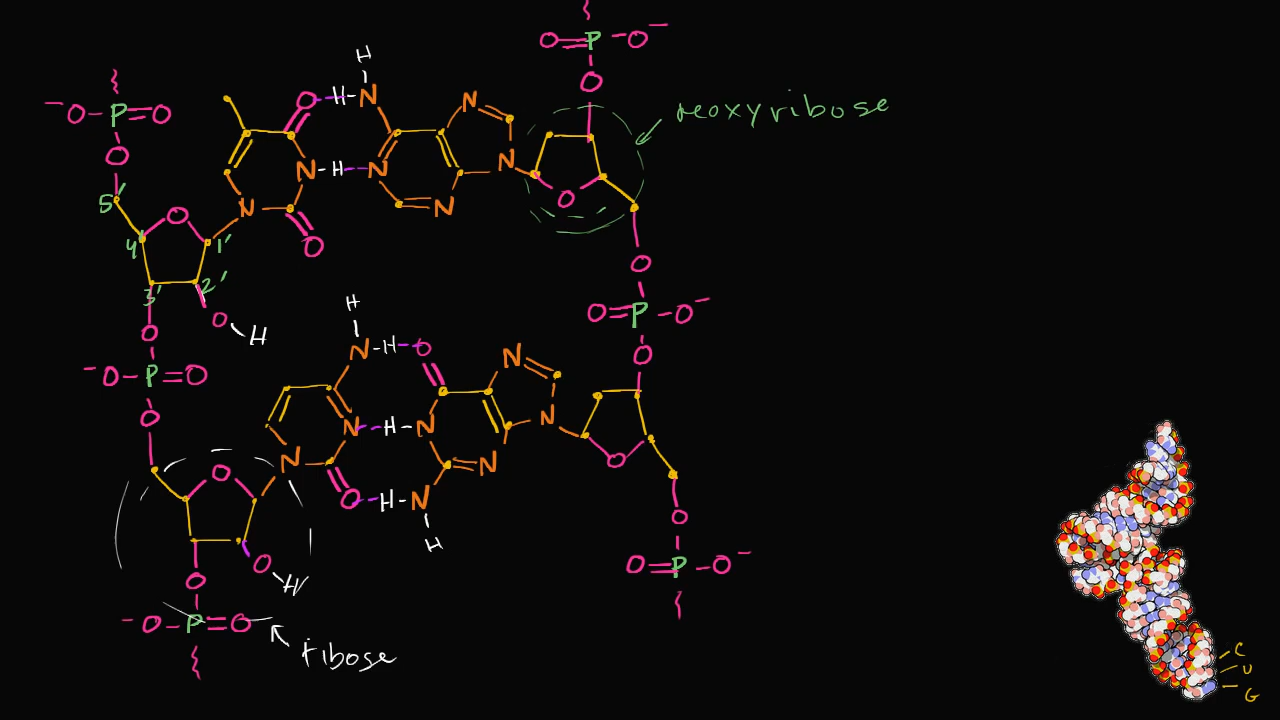 O=P-O⁻
H
O
⁻O-P=O
O-H-N
N
deoxyribose
O
N-H-N
N
O
5'
N
N
O
O
4'
1'
O
O
3'
2'
O
H
H
O=P-O⁻
O
N-H-O
N
O
⁻O-P=O
O
N-H-N
N
O
N
N
O
O
O-H-N
O
H
O=P-O⁻
O
H
O
⁻O-P=O
ribose
C
U
G